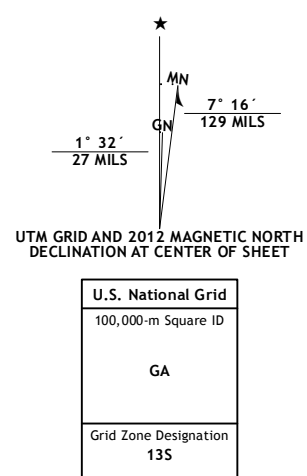 ★
MN
7° 16´
129 MILS
GN
1° 32´
27 MILS
UTM GRID AND 2012 MAGNETIC NORTH
DECLINATION AT CENTER OF SHEET
U.S. National Grid
100,000-m Square ID
GA
Grid Zone Designation
13S